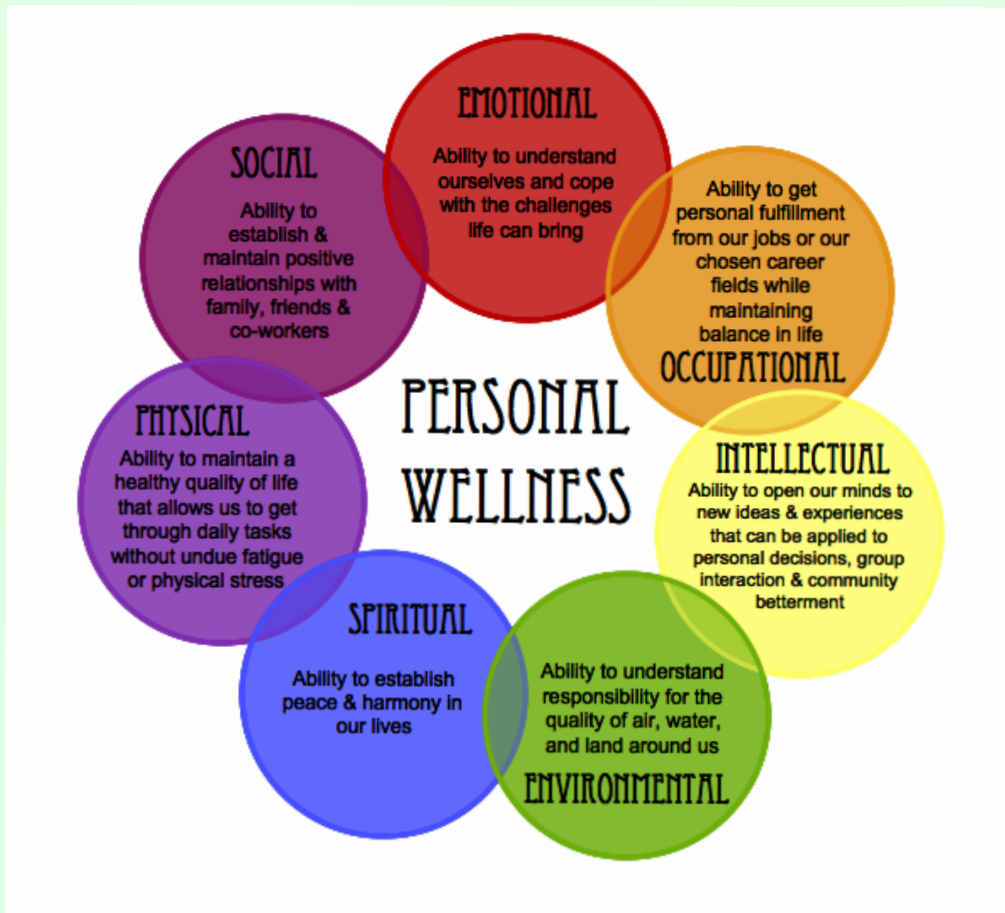 EMOTIONAL
Ability to understand
ourselves and cope
with the challenges
life can bring
Ability to get
personal fulfillment
from our jobs or our
chosen career
fields while
maintaining
balance in life
OCCUPATIONAL
INTELLECTUAL
Ability to open our minds to
new ideas & experiences
that can be applied to
personal decisions, group
interaction & community
betterment
Ability to understand
responsibility for the
quality of air, water,
and land around us
ENVIRONMENTAL
SPIRITUAL
Ability to establish
peace & harmony in
our lives
PHYSICAL
Ability to maintain a
healthy quality of life
that allows us to get
through daily tasks
without undue fatigue
or physical stress
SOCIAL
Ability to
establish &
maintain positive
relationships with
family, friends &
co-workers
PERSONAL
WELLNESS